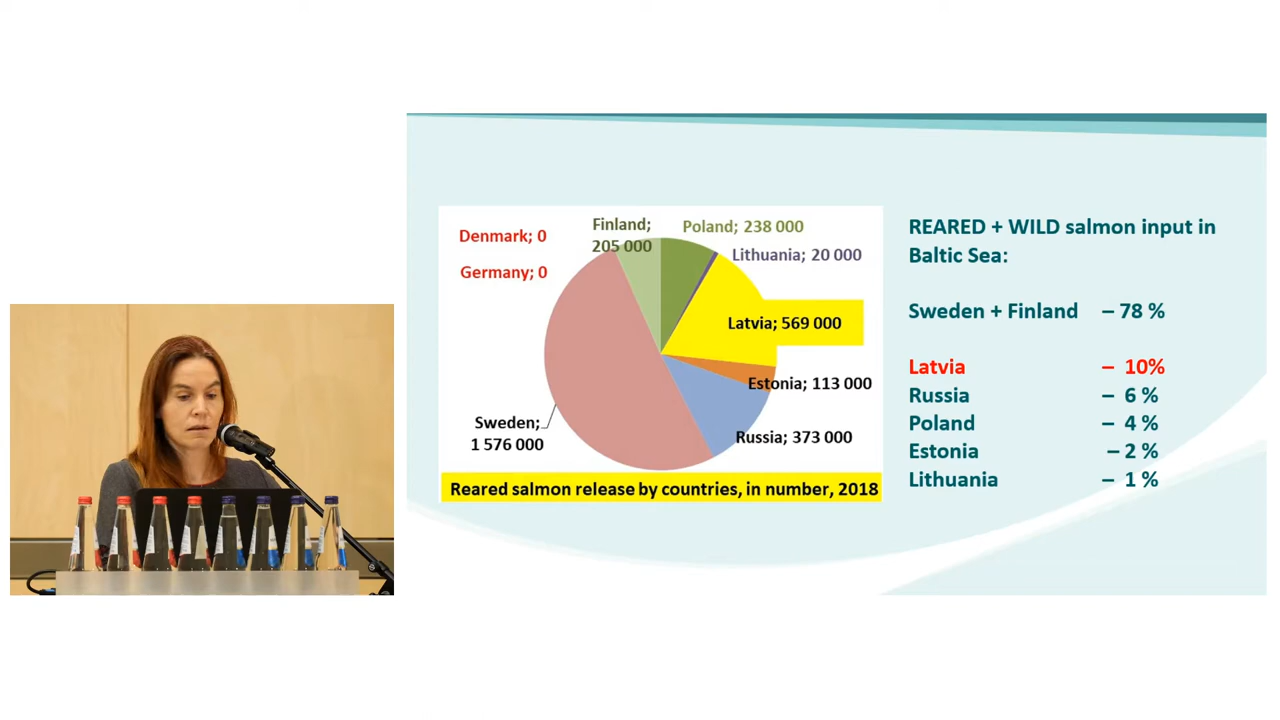 Denmark; 0
Germany; 0
Finland;
205 000
Poland; 238 000
Lithuania; 20 000
Latvia; 569 000
Estonia; 113 000
Russia; 373 000
Sweden;
1 576 000
Reared salmon release by countries, in number, 2018
REARED + WILD salmon input in
Baltic Sea:
Sweden + Finland – 78 %
Latvia – 10%
Russia – 6 %
Poland – 4 %
Estonia – 2 %
Lithuania – 1 %